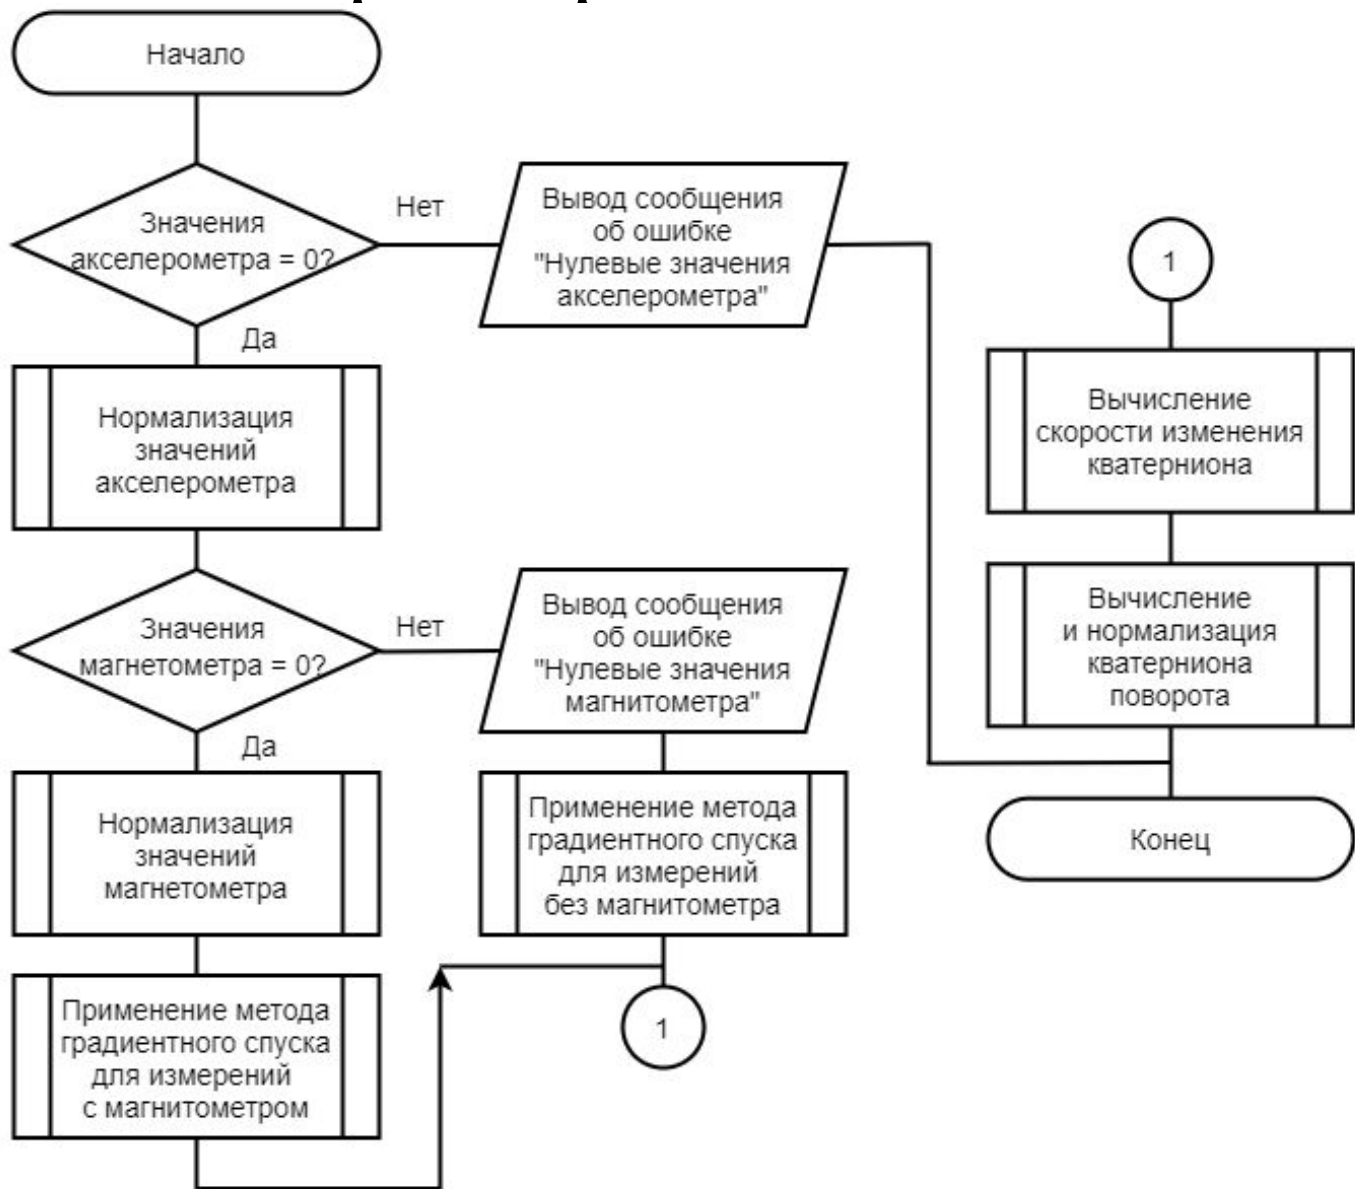 Начало
Значения
акселерометра = 0?
Нет
Вывод сообщения
об ошибке
"Нулевые значения
акселерометра"
Да
Нормализация
значений
акселерометра
Значения
магнетометра = 0?
Нет
Вывод сообщения
об ошибке
"Нулевые значения
магнитометра"
Да
Нормализация
значений
магнетометра
Применение метода
градиентного спуска
для измерений
без магнитометра
Применение метода
градиентного спуска
для измерений
с магнитометром
1
1
Вычисление
скорости изменения
кватерниона
Вычисление
и нормализация
кватерниона
поворота
Конец